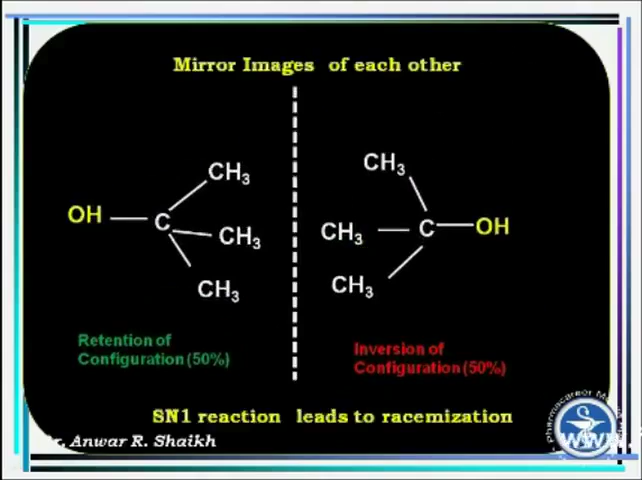 Mirror Images of each other
CH3
CH3
OH
C
CH3
CH3
C
OH
CH3
CH3
Retention of
Configuration (50%)
Inversion of
Configuration (50%)
SN1 reaction leads to racemization
Anwar R. Shaikh